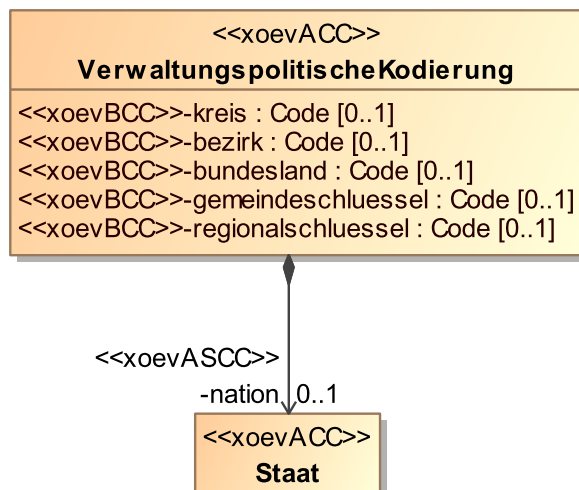 <<xoevACC>>
VerwaltungspolitischeKodierung
<<xoevBCC>>-kreis : Code [0..1]
<<xoevBCC>>-bezirk : Code [0..1]
<<xoevBCC>>-bundesland : Code [0..1]
<<xoevBCC>>-gemeindeschluessel : Code [0..1]
<<xoevBCC>>-regionalschluessel : Code [0..1]
<<xoevASCC>>
-nation 0..1
<<xoevACC>>
Staat